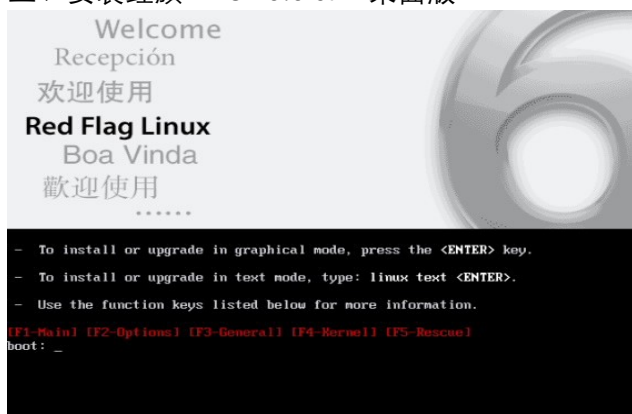 Welcome
Recepción
欢迎使用
Red Flag Linux
Boa Vinda
歡迎使用
......
- To install or upgrade in graphical mode, press the <ENTER> key.
- To install or upgrade in text mode, type: linux text <ENTER>.
- Use the function keys listed below for more information.
[F1-Main] [F2-Options] [F3-General] [F4-Kernel] [F5-Rescue]
boot: _